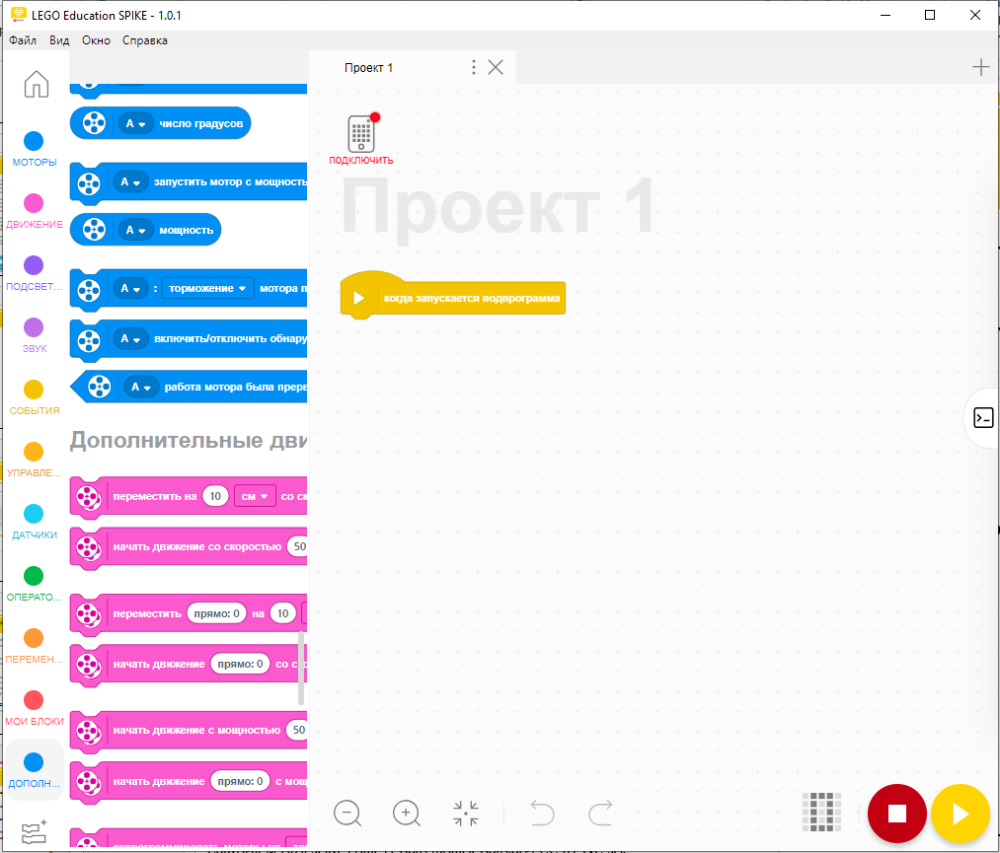 LEGO Education SPIKE - 1.0.1
Файл Вид Окно Справка
Проект 1
ПОДКЛЮЧИТЬ
Проект 1
когда запускается подпрограмма
МОТОРЫ
ДВИЖЕНИЕ
ПОДСВЕТ...
ЗВУК
СОБЫТИЯ
УПРАВЛЕ...
ДАТЧИКИ
ОПЕРАТО...
ПЕРЕМЕН...
МОИ БЛОКИ
ДОПОЛН...
A число градусов
A запустить мотор с мощность
A мощность
A : торможение мотора п
A включить/отключить обнару
A работа мотора была прерв
Дополнительные дви
переместить на 10 см со ск
начать движение со скоростью 50
переместить прямо: 0 на 10
начать движение прямо: 0 со ск
начать движение с мощностью 50
начать движение прямо: 0 с мощ